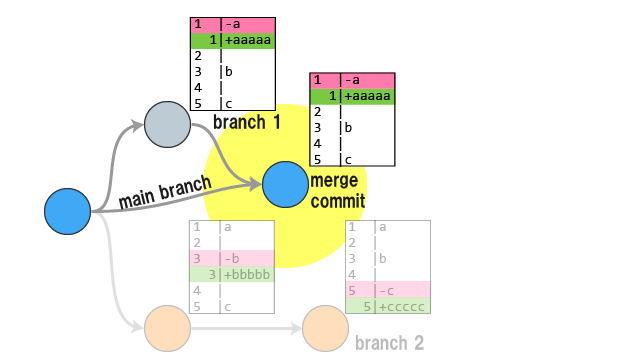 1 |-a
1|+aaaaa
2 |
3 |b
4 |
5 |c
branch 1
1 |-a
1|+aaaaa
2 |
3 |b
4 |
5 |c
merge
commit
main branch
1 |a
2 |
3 |-b
3|+bbbbb
4 |
5 |c
1 |a
2 |
3 |b
4 |
5 |-c
5|+ccccc
branch 2